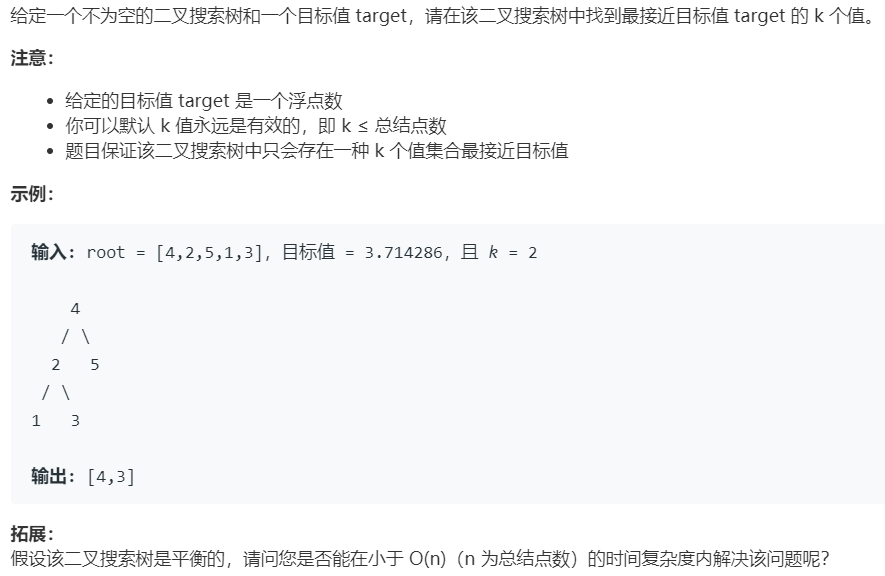 给定一个不为空的二叉搜索树和一个目标值 target，请在该二叉搜索树中找到最接近目标值 target 的 k 个值。
注意：
• 给定的目标值 target 是一个浮点数
• 你可以默认 k 值永远是有效的，即 k ≤ 总结点数
• 题目保证该二叉搜索树中只会存在一种 k 个值集合最接近目标值
示例：
输入: root = [4,2,5,1,3]，目标值 = 3.714286，且 k = 2
4
/ \
2 5
/ \
1 3
输出: [4,3]
拓展：
假设该二叉搜索树是平衡的，请问您是否能在小于 O(n)（n 为总结点数）的时间复杂度内解决该问题呢？